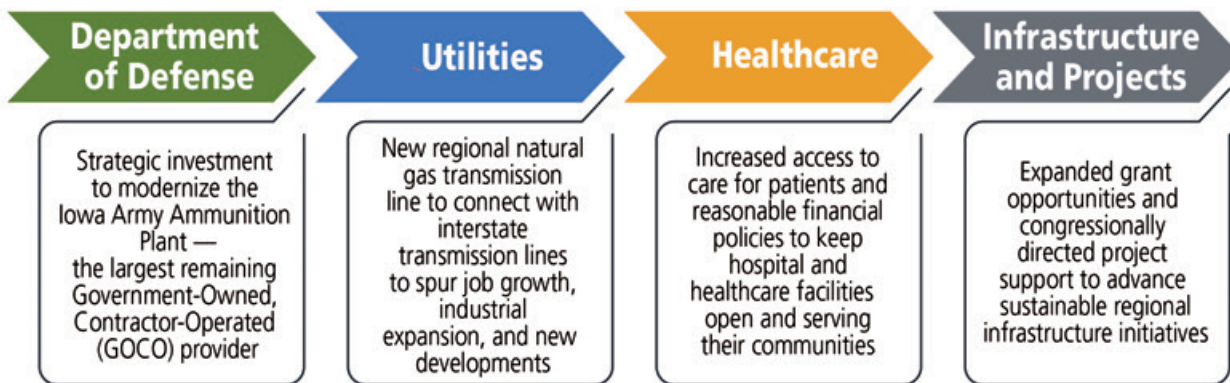 Department
of Defense
Strategic investment
to modernize the
Iowa Army Ammunition
Plant —
the largest remaining
Government-Owned,
Contractor-Operated
(GOCO) provider
Utilities
New regional natural
gas transmission
line to connect with
interstate
transmission lines
to spur job growth,
industrial
expansion, and new
developments
Healthcare
Increased access to
care for patients and
reasonable financial
policies to keep
hospital and
healthcare facilities
open and serving
their communities
Infrastructure
and Projects
Expanded grant
opportunities and
congressionally
directed project
support to advance
sustainable regional
infrastructure initiatives